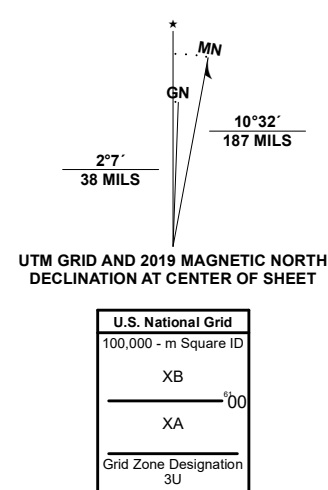 ★
MN
GN
10°32´
187 MILS
2°7´
38 MILS
UTM GRID AND 2019 MAGNETIC NORTH
DECLINATION AT CENTER OF SHEET
U.S. National Grid
100,000 - m Square ID
XB
6100
XA
Grid Zone Designation
3U